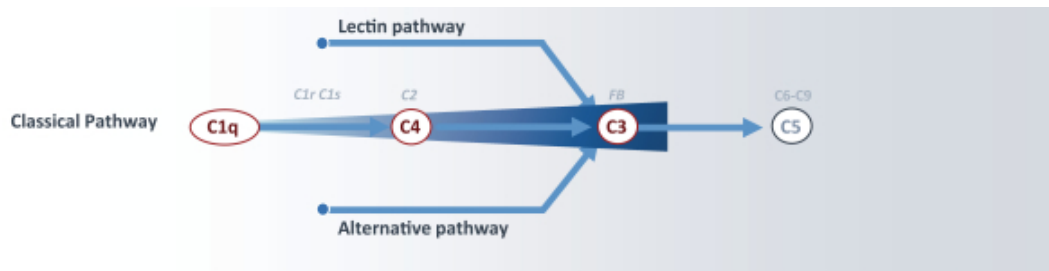 Lectin pathway
C1r C1s
C2
FB
C6-C9
Classical Pathway
C1q
C4
C3
C5
Alternative pathway